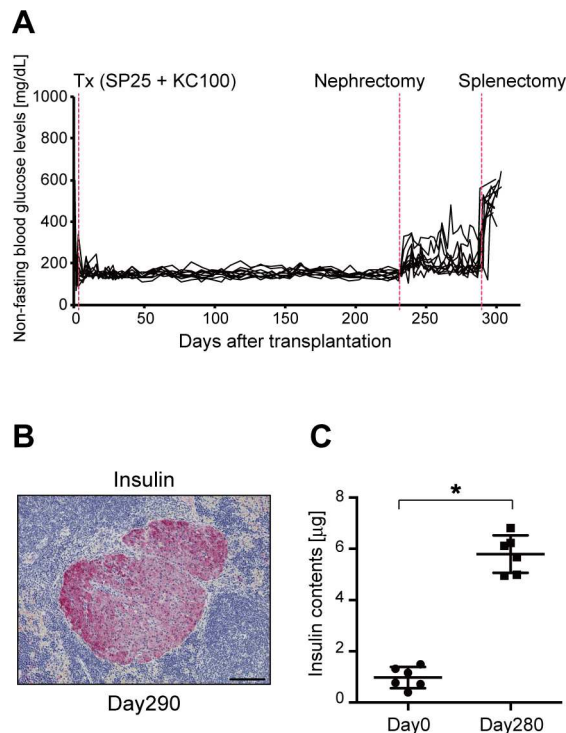 A
Tx (SP25 + KC100)
Nephrectomy
Splenectomy
Non-fasting blood glucose levels [mg/dL]
1000
800
600
400
200
0
0
50
100
150
200
250
300
Days after transplantation
B
Insulin
Day290
C
*
Insulin contents [µg]
8
6
4
2
0
Day0
Day280